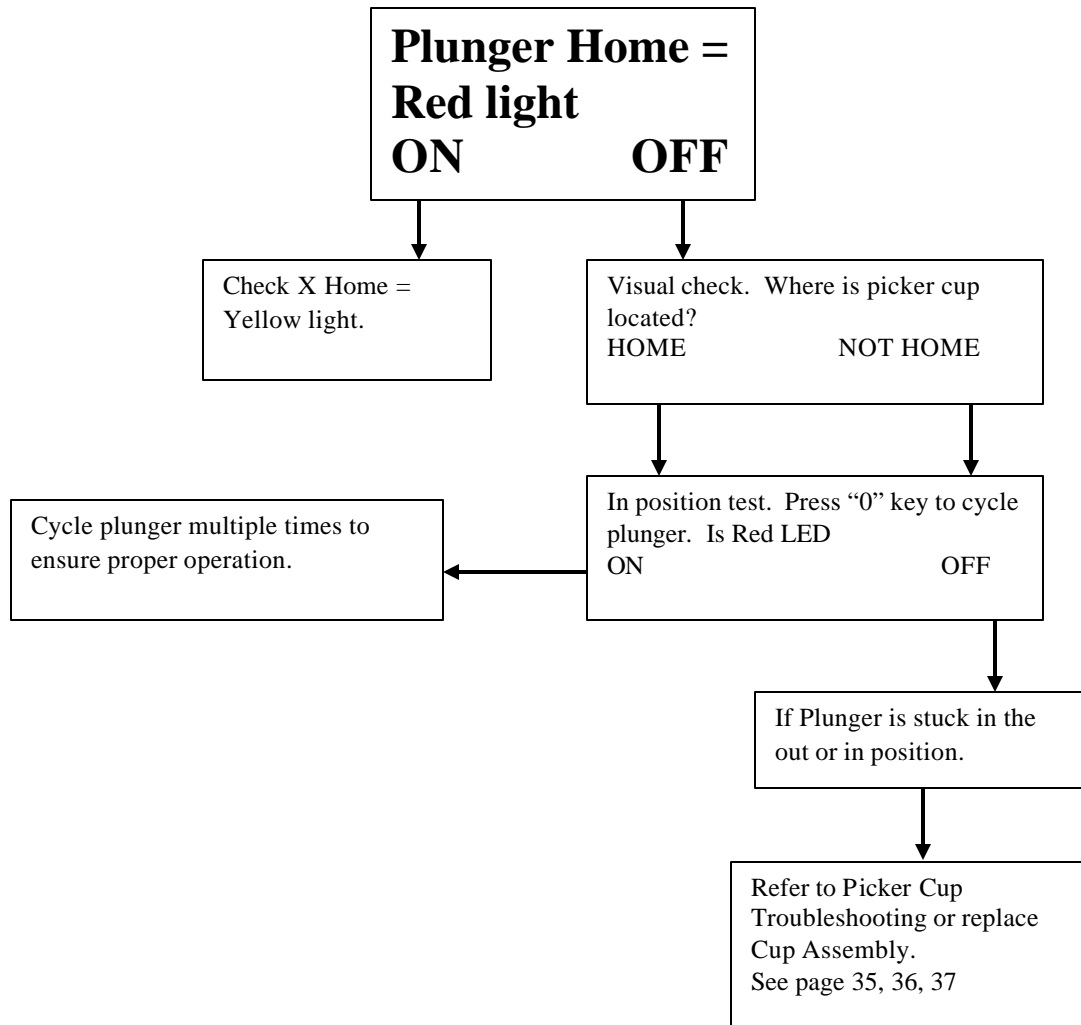 Plunger Home =
Red light
ON OFF
Check X Home =
Yellow light.
Visual check. Where is picker cup
located?
HOME NOT HOME
In position test. Press “0” key to cycle
plunger. Is Red LED
ON OFF
Cycle plunger multiple times to
ensure proper operation.
If Plunger is stuck in the
out or in position.
Refer to Picker Cup
Troubleshooting or replace
Cup Assembly.
See page 35, 36, 37